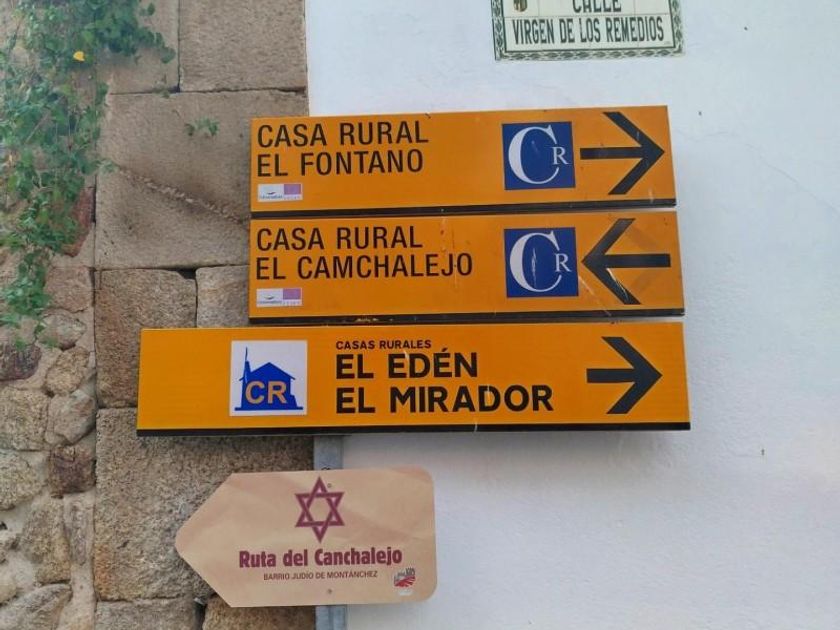 CALLE
VIRGEN DE LOS REMEDIOS
CASA RURAL
EL FONTANO
CR
CASA RURAL
EL CAMCHALEJO
CR
CASAS RURALES
EL EDÉN
EL MIRADOR
CR
Ruta del Canchalejo
BARRIO JUDIO DE MONTÁNCHEZ